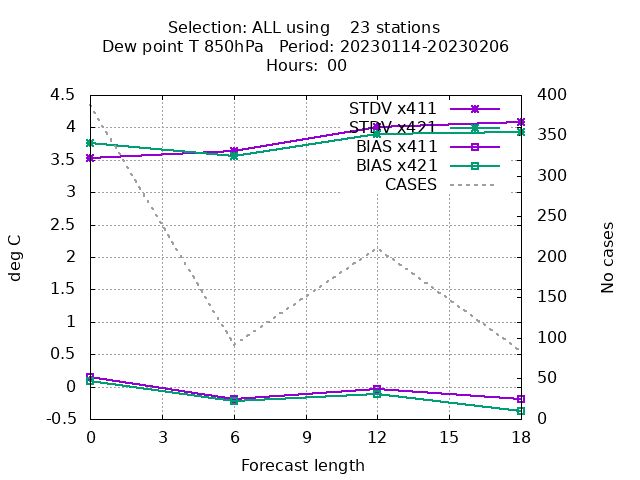 Selection: ALL using    23 stations
Dew point T 850hPa   Period: 20230114-20230206
Hours: 00
4.5
4
3.5
3
2.5
2
1.5
1
0.5
0
-0.5
400
350
300
250
200
150
100
50
0
deg C
No cases
STDV x411
STDV x421
BIAS x411
BIAS x421
CASES
0 3 6 9 12 15 18
Forecast length